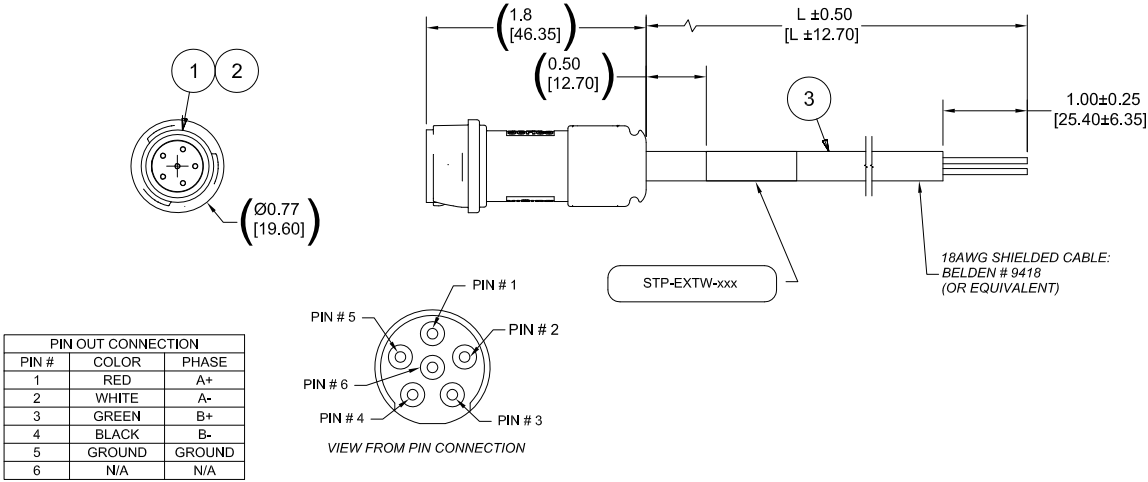 1.8
[46.35]
L ±0.50
[L ±12.70]
0.50
[12.70]
1
2
3
1.00±0.25
[25.40±6.35]
Ø0.77
[19.60]
STP-EXTW-xxx
18AWG SHIELDED CABLE:
BELDEN # 9418
(OR EQUIVALENT)
PIN # 1
PIN # 5
PIN # 2
PIN # 6
PIN # 4
PIN # 3
VIEW FROM PIN CONNECTION
PIN OUT CONNECTION
PIN # COLOR PHASE
1 RED A+
2 WHITE A-
3 GREEN B+
4 BLACK B-
5 GROUND GROUND
6 N/A N/A